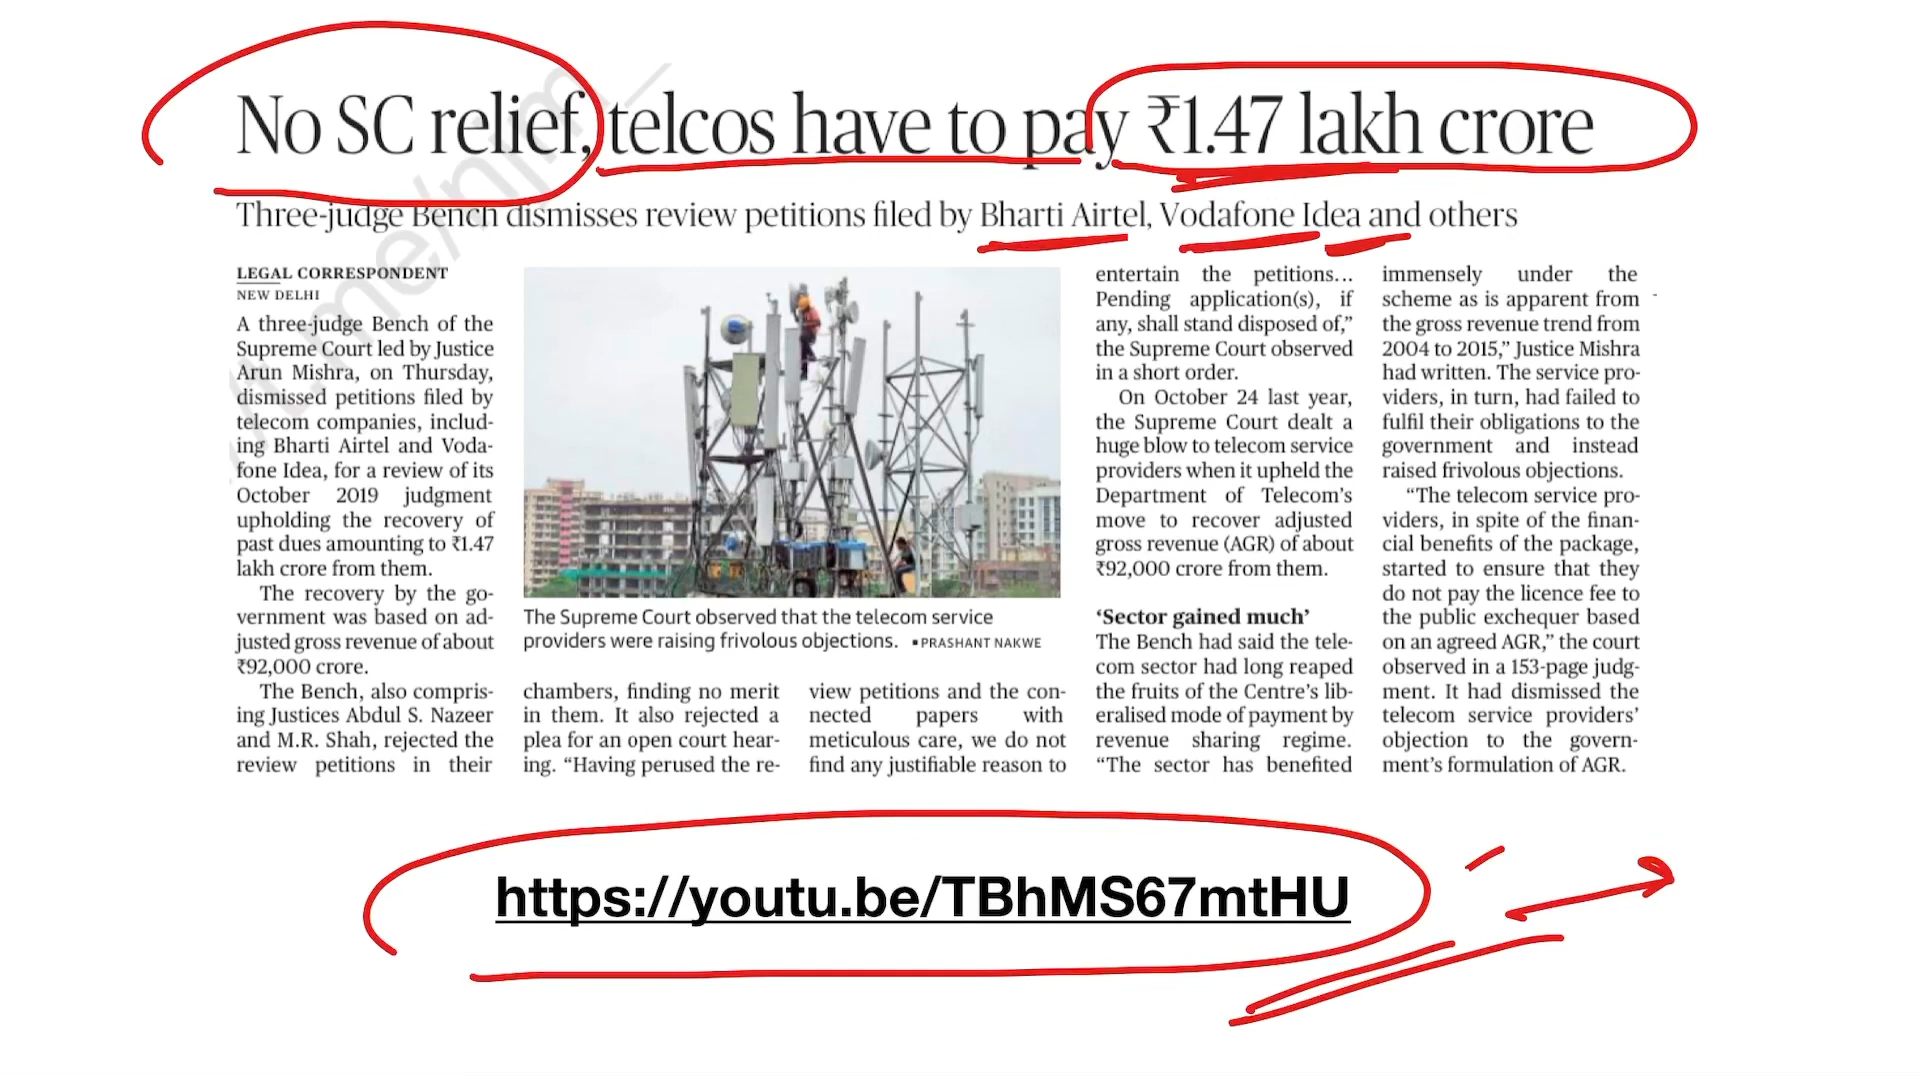 No SC relief, telcos have to pay ₹1.47 lakh crore
Three-judge Bench dismisses review petitions filed by Bharti Airtel, Vodafone Idea and others
LEGAL CORRESPONDENT
NEW DELHI
A three-judge Bench of the
Supreme Court led by Justice
Arun Mishra, on Thursday,
dismissed petitions filed by
telecom companies, includ-
ing Bharti Airtel and Voda-
fone Idea, for a review of its
October 2019 judgment
upholding the recovery of
past dues amounting to ₹1.47
lakh crore from them.
The recovery by the go-
vernment was based on ad-
justed gross revenue of about
₹92,000 crore.
The Bench, also compris-
ing Justices Abdul S. Nazeer
and M.R. Shah, rejected the
review petitions in their
The Supreme Court observed that the telecom service
providers were raising frivolous objections. ▪PRASHANT NAKWE
chambers, finding no merit
in them. It also rejected a
plea for an open court hear-
ing. “Having perused the re-
view petitions and the con-
nected papers with
meticulous care, we do not
find any justifiable reason to
entertain the petitions...
Pending application(s), if
any, shall stand disposed of,”
the Supreme Court observed
in a short order.
On October 24 last year,
the Supreme Court dealt a
huge blow to telecom service
providers when it upheld the
Department of Telecom’s
move to recover adjusted
gross revenue (AGR) of about
₹92,000 crore from them.
‘Sector gained much’
The Bench had said the tele-
com sector had long reaped
the fruits of the Centre’s lib-
eralised mode of payment by
revenue sharing regime.
“The sector has benefited
immensely under the
scheme as is apparent from
the gross revenue trend from
2004 to 2015,” Justice Mishra
had written. The service pro-
viders, in turn, had failed to
fulfil their obligations to the
government and instead
raised frivolous objections.
“The telecom service pro-
viders, in spite of the finan-
cial benefits of the package,
started to ensure that they
do not pay the licence fee to
the public exchequer based
on an agreed AGR,” the court
observed in a 153-page judg-
ment. It had dismissed the
telecom service providers’
objection to the govern-
ment’s formulation of AGR.
https://youtu.be/TBhMS67mtHU